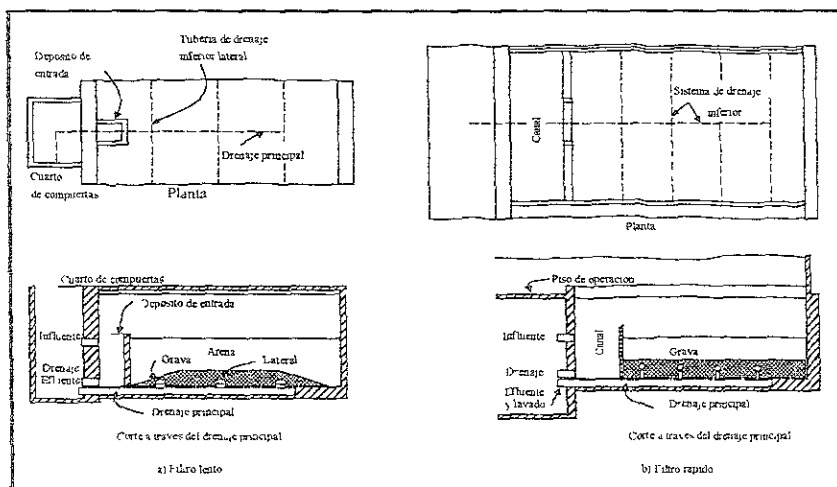 Deposito de
entrada
Tuberia de drenaje
inferior lateral
Drenaje principal
Cuarto
de compuertas
Planta
Canal
Sistema de drenaje
inferior
Planta
Cuarto de compuertas
Deposito de entrada
Influente
Arena
Grava
Lateral
Drenaje
Efluente
Drenaje principal
Corte a traves del drenaje principal
a) Filtro lento
Piso de operacion
Influente
Canal
Grava
Drenaje
Efluente
y lavado
Drenaje principal
Corte a traves del drenaje principal
b) Filtro rapido